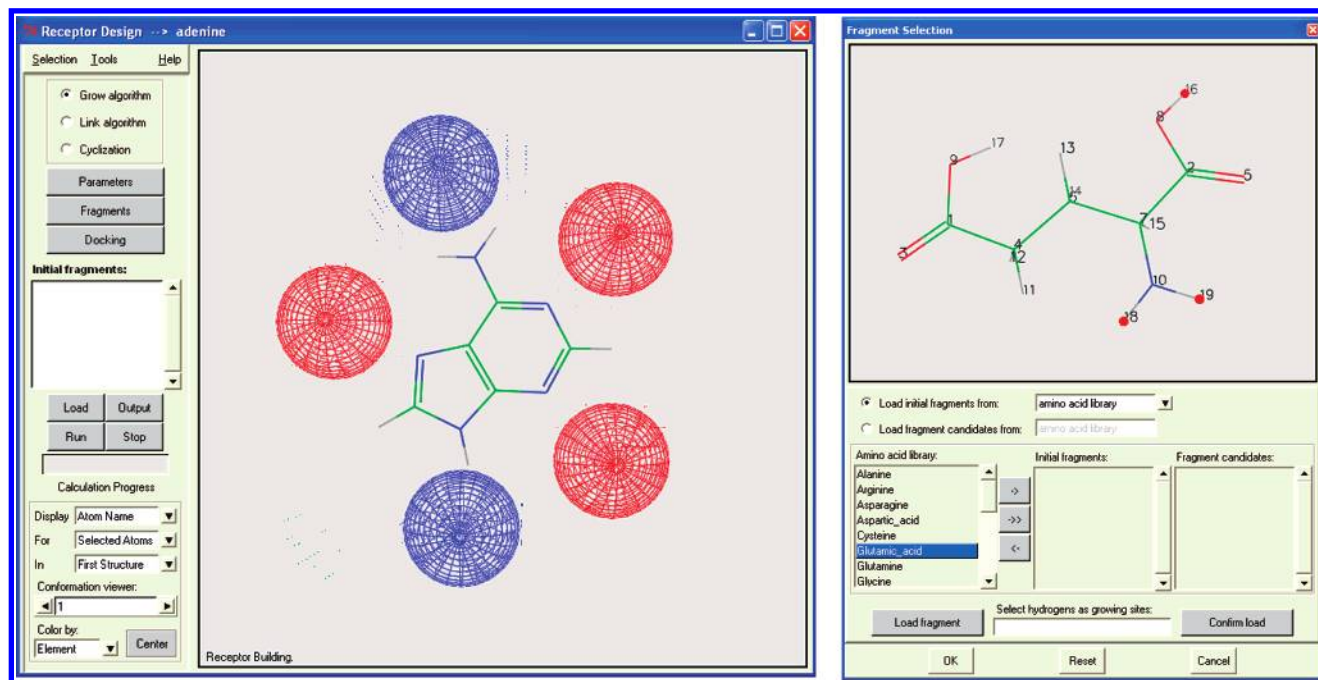 Receptor Design --> adenine
Selection Tools Help
Grow algorithm
Link algorithm
Cyclization
Parameters
Fragments
Docking
Initial fragments:
Load Output
Run Stop
Calculation Progress
Display Atom Name
For Selected Atoms
In First Structure
Conformation viewer:
1
Color by:
Element Center
Receptor Building.
Fragment Selection
16
8
17
13
9
2
5
14
7
15
1
4
3
12
10
11
19
18
Load initial fragments from: amino acid library
Load fragment candidates from: amino acid library
Amino acid library: Initial fragments: Fragment candidates:
Alanine
Arginine
Asparagine
Aspartic_acid
Cysteine
Glutamic_acid
Glutamine
Glycine
->
->>
<-
Select hydrogens as growing sites:
Load fragment Confirm load
OK Reset Cancel